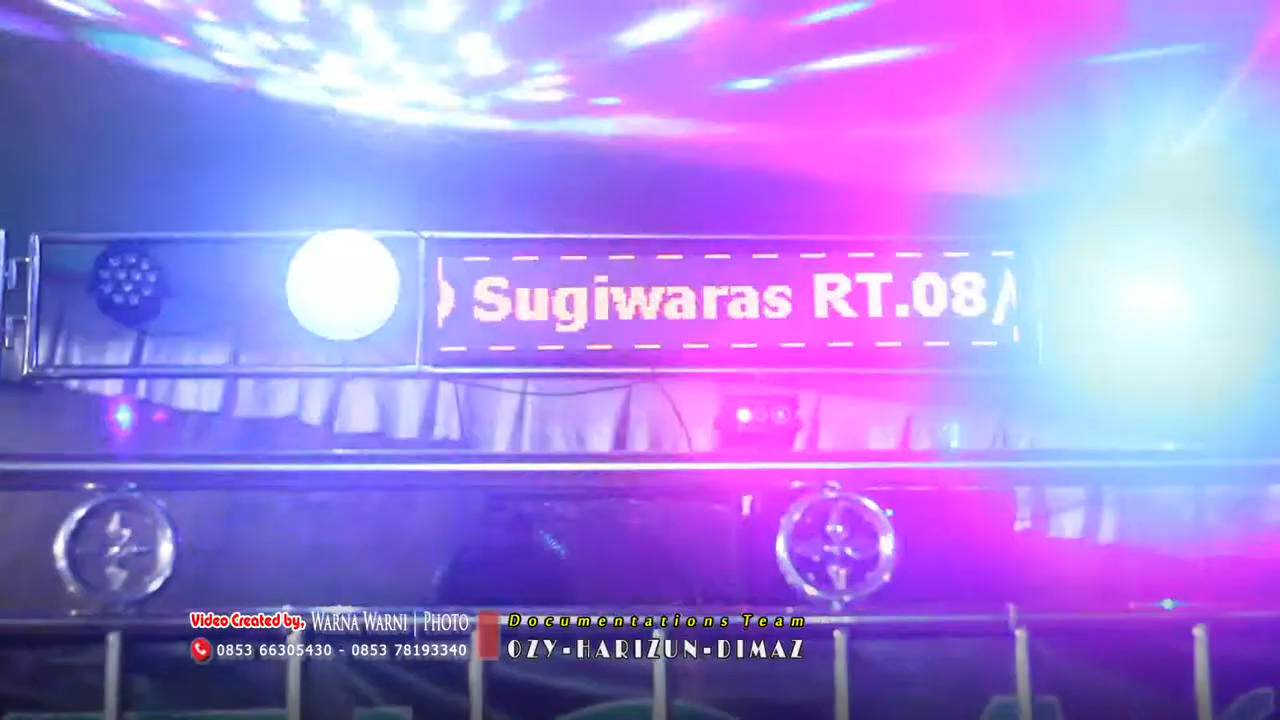 Sugiwaras RT.08
Video Created by, WARNA WARNI | PHOTO
0853 66305430 - 0853 78193340
Documentations Team
OZY-HARIZUN-DIMAZ